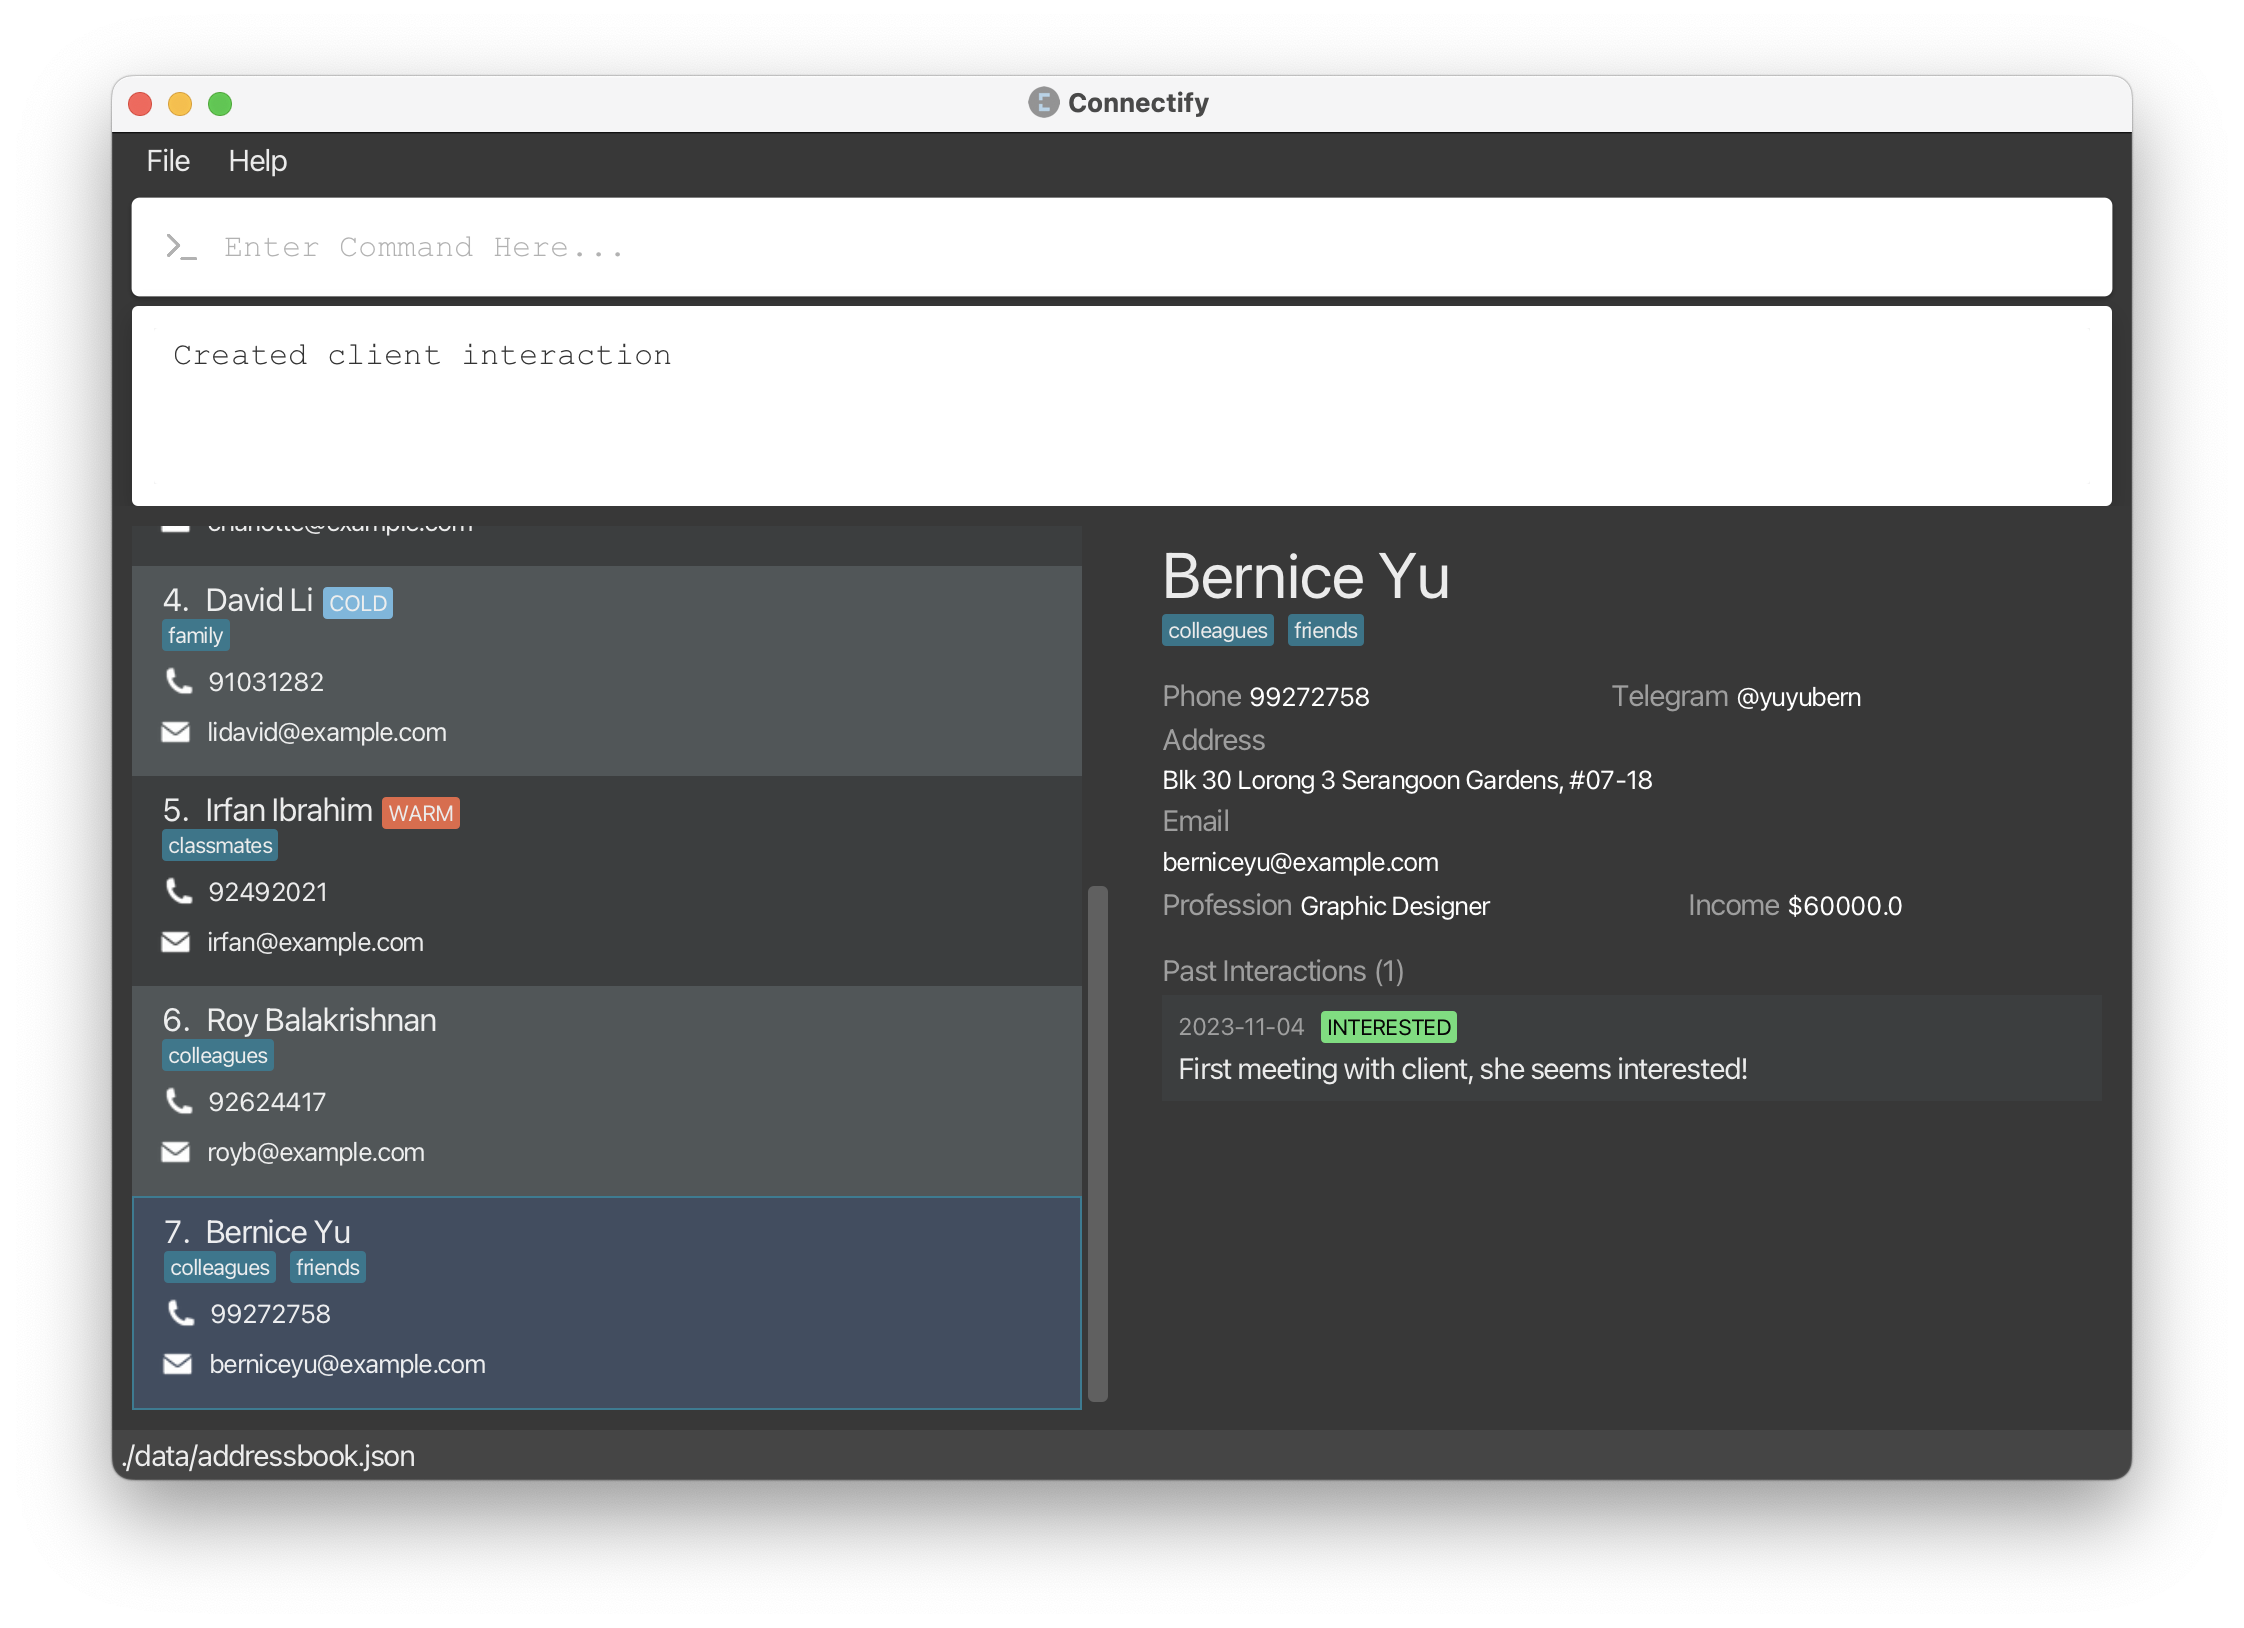 Connectify
File Help
>_ Enter Command Here...
Created client interaction
charlotte@example.com
4. David Li COLD
family
91031282
lidavid@example.com
5. Irfan Ibrahim WARM
classmates
92492021
irfan@example.com
6. Roy Balakrishnan
colleagues
92624417
royb@example.com
7. Bernice Yu
colleagues friends
99272758
berniceyu@example.com
Bernice Yu
colleagues friends
Phone 99272758 Telegram @yuyubern
Address
Blk 30 Lorong 3 Serangoon Gardens, #07-18
Email
berniceyu@example.com
Profession Graphic Designer Income $60000.0
Past Interactions (1)
2023-11-04 INTERESTED
First meeting with client, she seems interested!
./data/addressbook.json